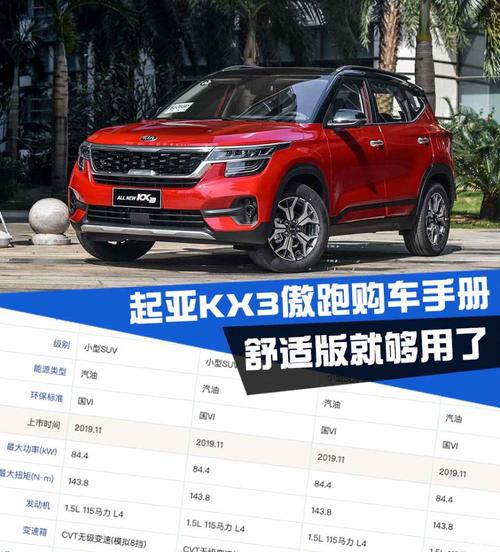 KIA
ALL NEW KX3
起亚KX3傲跑购车手册
舒适版就够用了
级别 小型SUV 小型SUV
能源类型 汽油 汽油 汽油 汽油
环保标准 国VI 国VI 国VI 国VI
上市时间 2019.11 2019.11 2019.11 2019.11
最大功率(kW) 84.4 84.4 84.4 84.4
最大扭矩(N·m) 143.8 143.8 143.8 143.8
发动机 1.5L 115马力 L4 1.5L 115马力 L4 1.5L 115马力 L4
变速箱 CVT无级变速(模拟8挡)